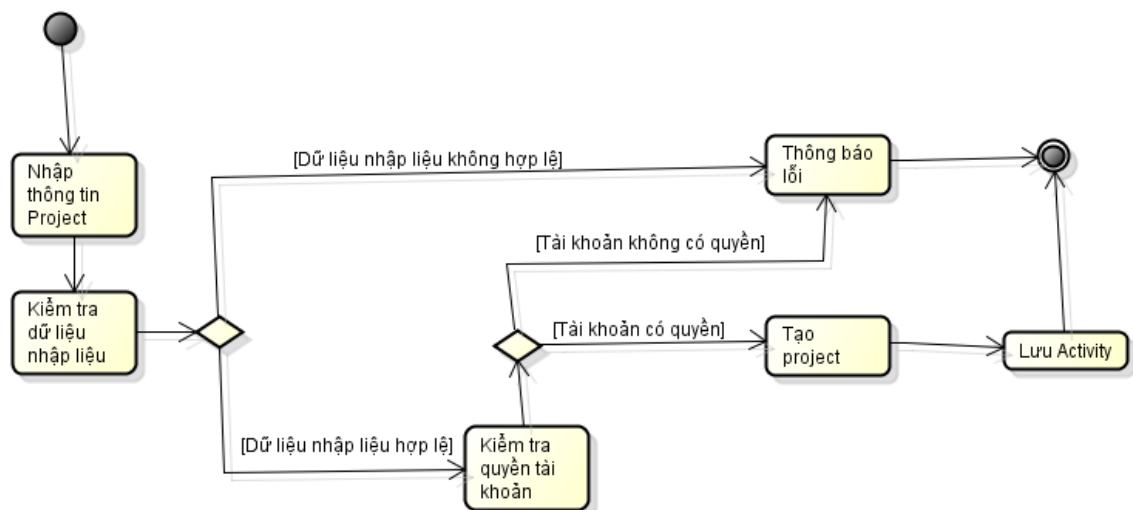 [Dữ liệu nhập liệu không hợp lệ]
Thông báo
lỗi
Nhập
thông tin
Project
[Tài khoản không có quyền]
Kiểm tra
dữ liệu
nhập liệu
[Tài khoản có quyền]
Tạo
project
Lưu Activity
[Dữ liệu nhập liệu hợp lệ]
Kiểm tra
quyền tài
khoản